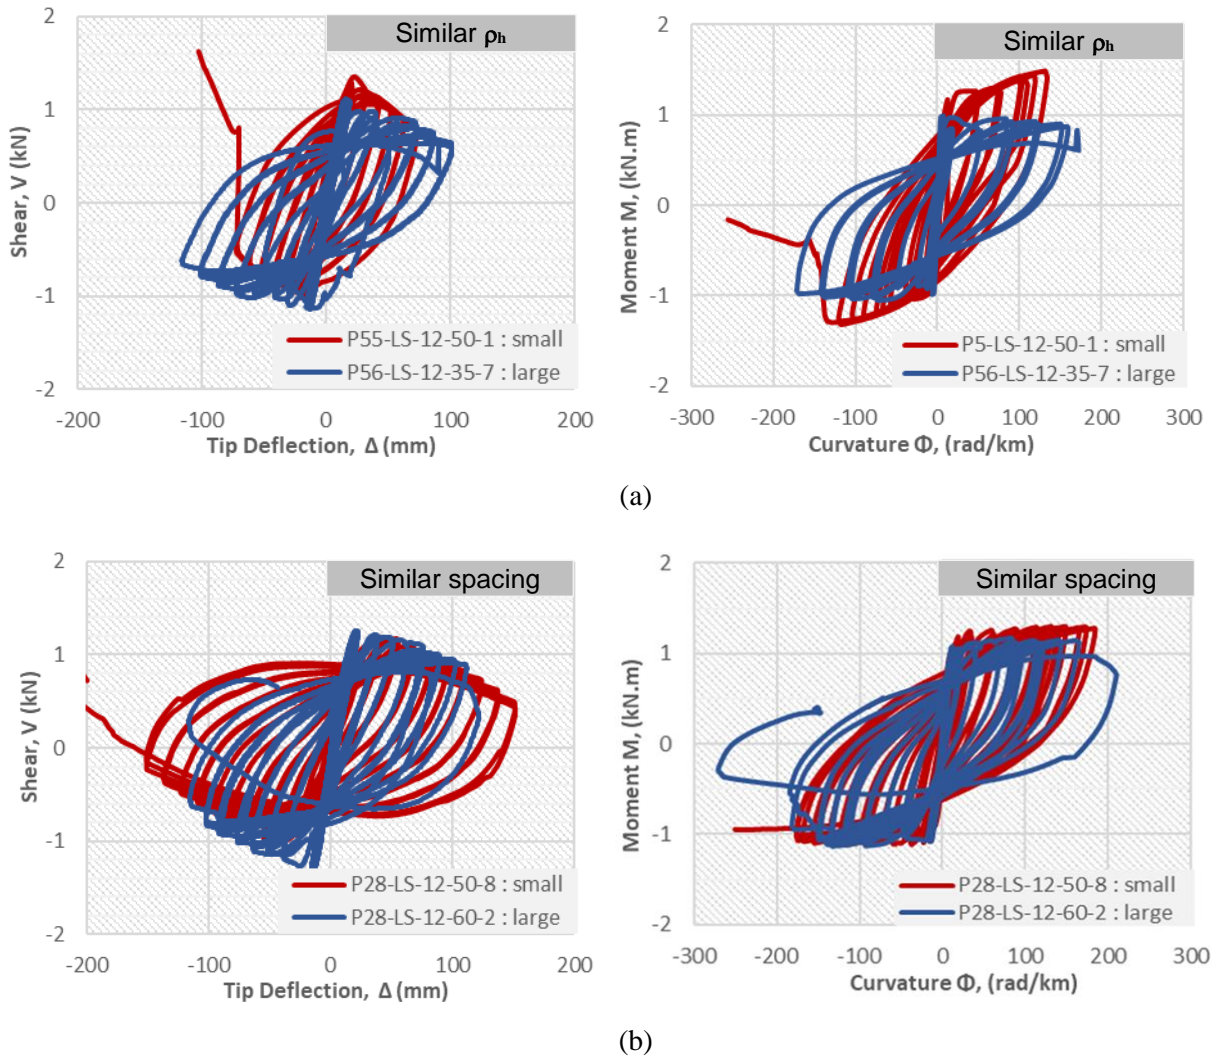 Similar ρh
2
1
0
-1
-2
Shear, V (kN)
-200
-100
0
100
200
Tip Deflection, Δ (mm)
P55-LS-12-50-1 : small
P56-LS-12-35-7 : large
Similar ρh
2
1
0
-1
-2
Moment M, (kN.m)
-300
-200
-100
0
100
200
300
Curvature Φ, (rad/km)
P5-LS-12-50-1 : small
P56-LS-12-35-7 : large
(a)
Similar spacing
2
1
0
-1
-2
Shear, V (kN)
-200
-100
0
100
200
Tip Deflection, Δ (mm)
P28-LS-12-50-8 : small
P28-LS-12-60-2 : large
Similar spacing
2
1
0
-1
-2
Moment M, (kN.m)
-300
-200
-100
0
100
200
300
Curvature Φ, (rad/km)
P28-LS-12-50-8 : small
P28-LS-12-60-2 : large
(b)